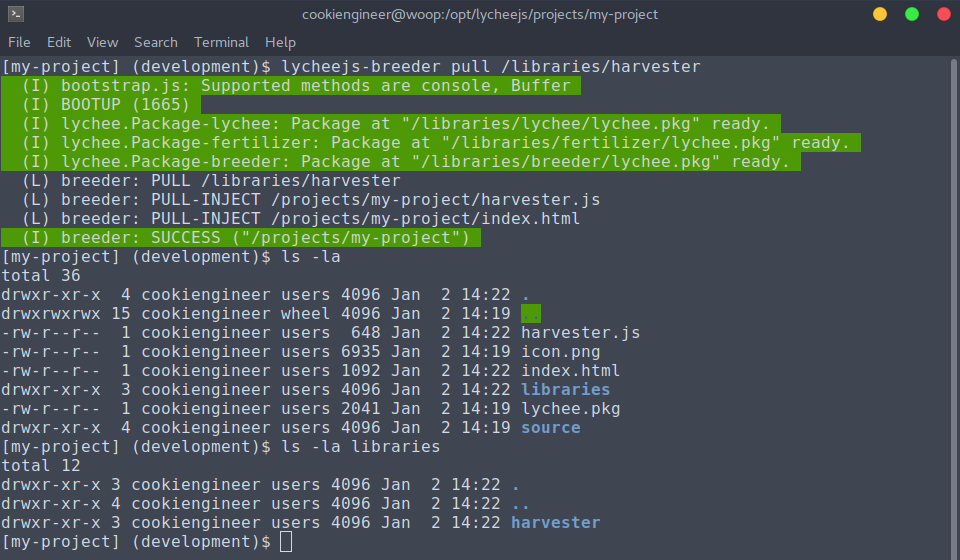 cookiengineer@woop:/opt/lycheejs/projects/my-project
File Edit View Search Terminal Help
[my-project] (development)$ lycheejs-breeder pull /libraries/harvester
  (I) bootstrap.js: Supported methods are console, Buffer
  (I) BOOTUP (1665)
  (I) lychee.Package-lychee: Package at "/libraries/lychee/lychee.pkg" ready.
  (I) lychee.Package-fertilizer: Package at "/libraries/fertilizer/lychee.pkg" ready.
  (I) lychee.Package-breeder: Package at "/libraries/breeder/lychee.pkg" ready.
  (L) breeder: PULL /libraries/harvester
  (L) breeder: PULL-INJECT /projects/my-project/harvester.js
  (L) breeder: PULL-INJECT /projects/my-project/index.html
  (I) breeder: SUCCESS ("/projects/my-project")
[my-project] (development)$ ls -la
total 36
drwxr-xr-x  4 cookiengineer users 4096 Jan  2 14:22 .
drwxrwxrwx 15 cookiengineer wheel 4096 Jan  2 14:19 ..
-rw-r--r--  1 cookiengineer users  648 Jan  2 14:22 harvester.js
-rw-r--r--  1 cookiengineer users 6935 Jan  2 14:19 icon.png
-rw-r--r--  1 cookiengineer users 1092 Jan  2 14:22 index.html
drwxr-xr-x  3 cookiengineer users 4096 Jan  2 14:22 libraries
-rw-r--r--  1 cookiengineer users 2041 Jan  2 14:19 lychee.pkg
drwxr-xr-x  4 cookiengineer users 4096 Jan  2 14:19 source
[my-project] (development)$ ls -la libraries
total 12
drwxr-xr-x 3 cookiengineer users 4096 Jan  2 14:22 .
drwxr-xr-x 4 cookiengineer users 4096 Jan  2 14:22 ..
drwxr-xr-x 3 cookiengineer users 4096 Jan  2 14:22 harvester
[my-project] (development)$